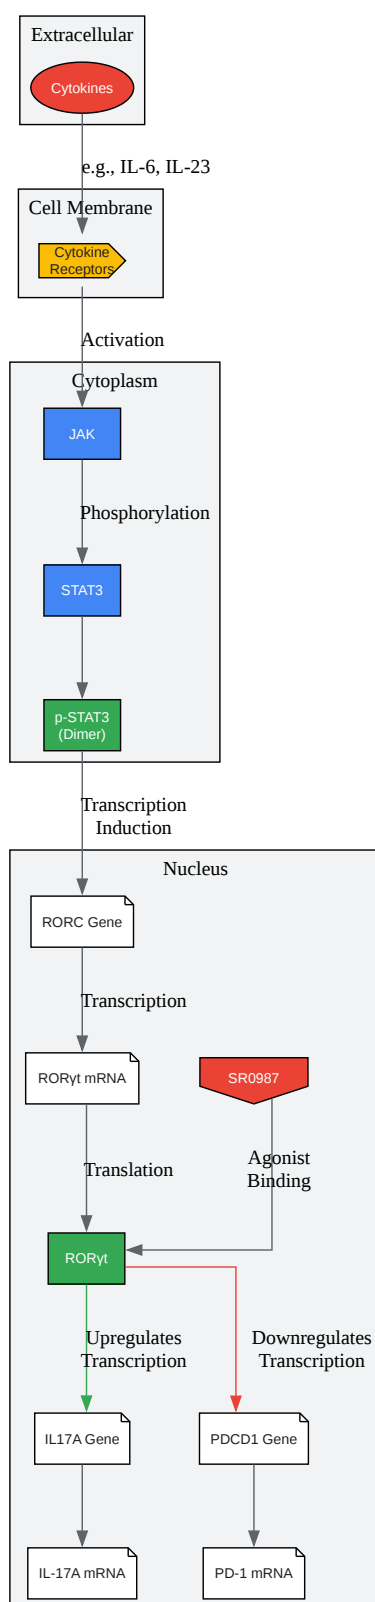 Extracellular
Cytokines
e.g., IL-6, IL-23
Cell Membrane
Cytokine
Receptors
Activation
Cytoplasm
JAK
Phosphorylation
STAT3
p-STAT3
(Dimer)
Transcription
Induction
Nucleus
RORC Gene
Transcription
RORγt mRNA
SR0987
Translation
Agonist
Binding
RORγt
Upregulates
Transcription
Downregulates
Transcription
IL17A Gene
PDCD1 Gene
IL-17A mRNA
PD-1 mRNA